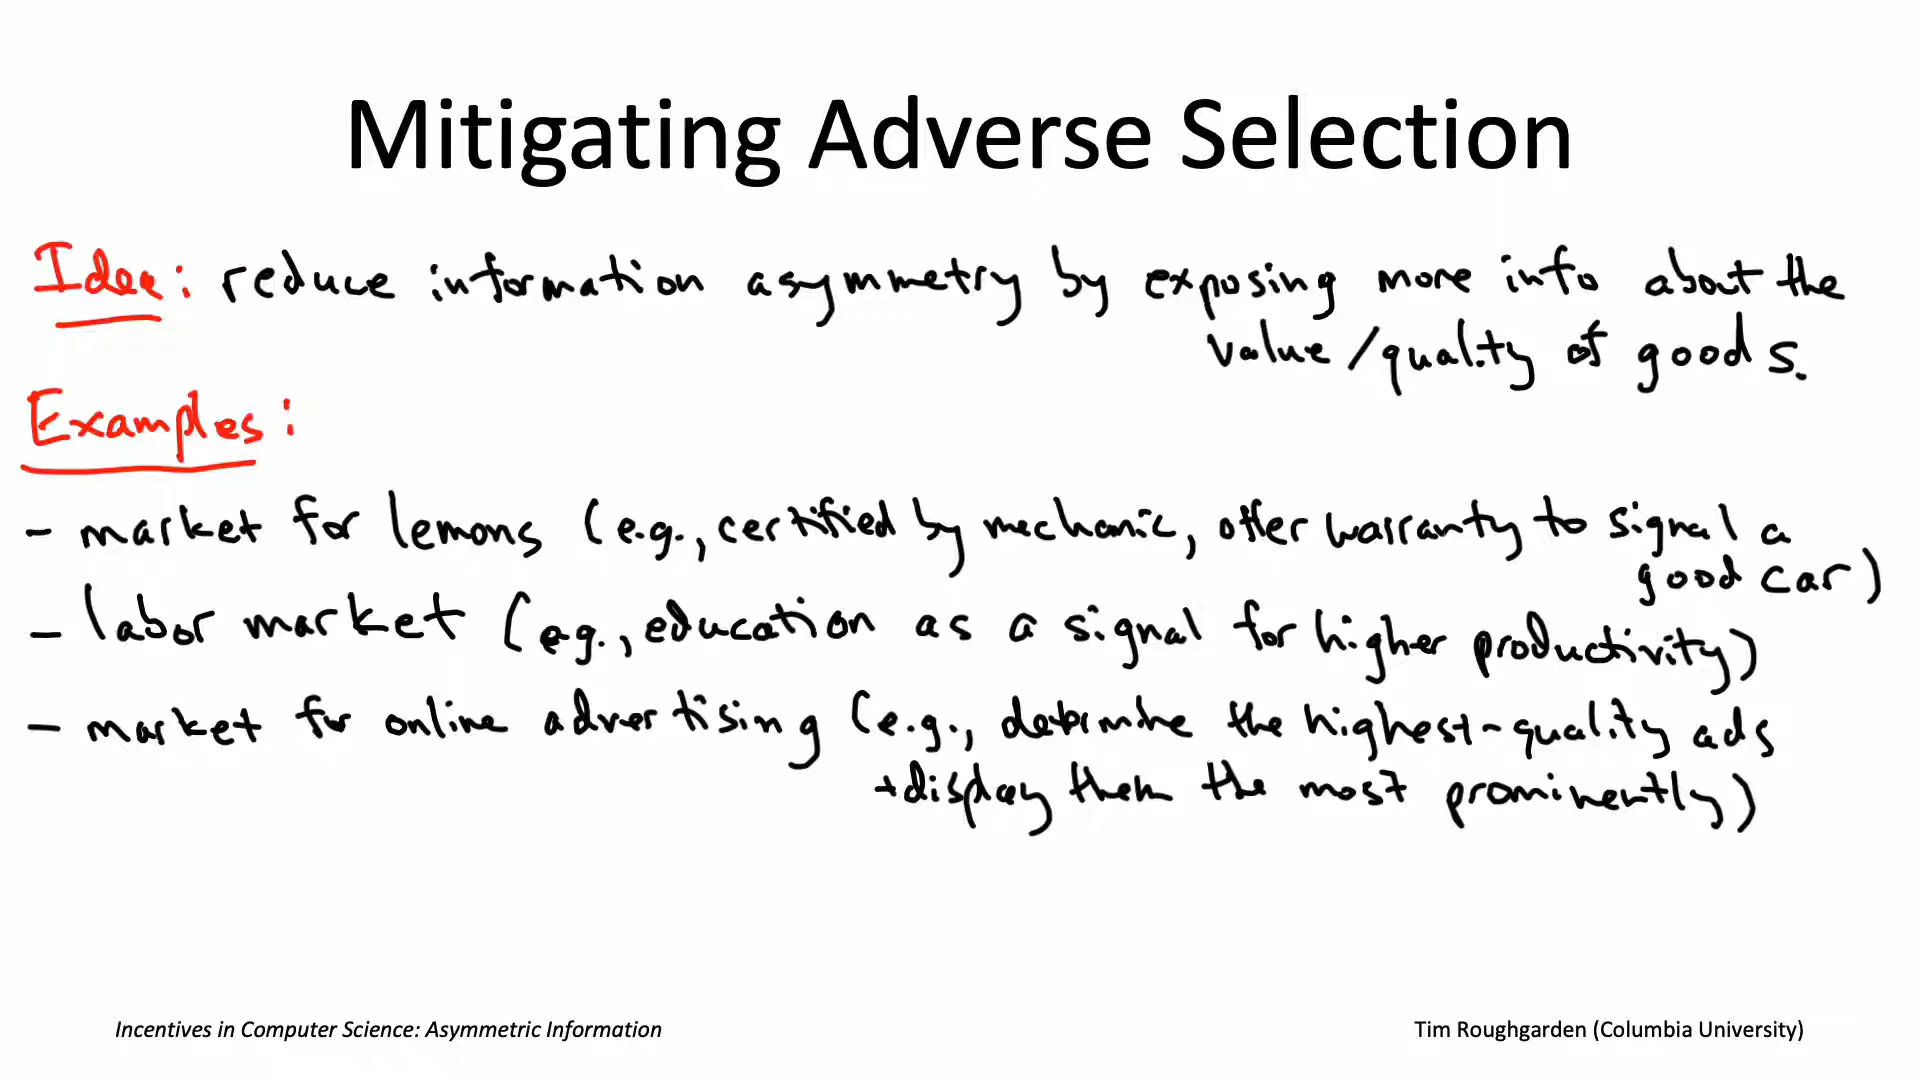 Mitigating Adverse Selection
Idea: reduce information asymmetry by exposing more info about the
value/quality of goods.
Examples:
- market for lemons (e.g., certified by mechanic, offer warranty to signal a
good car)
- labor market (e.g., education as a signal for higher productivity)
- market for online advertising (e.g., determine the highest-quality ads
+ display them the most prominently)
Incentives in Computer Science: Asymmetric Information
Tim Roughgarden (Columbia University)